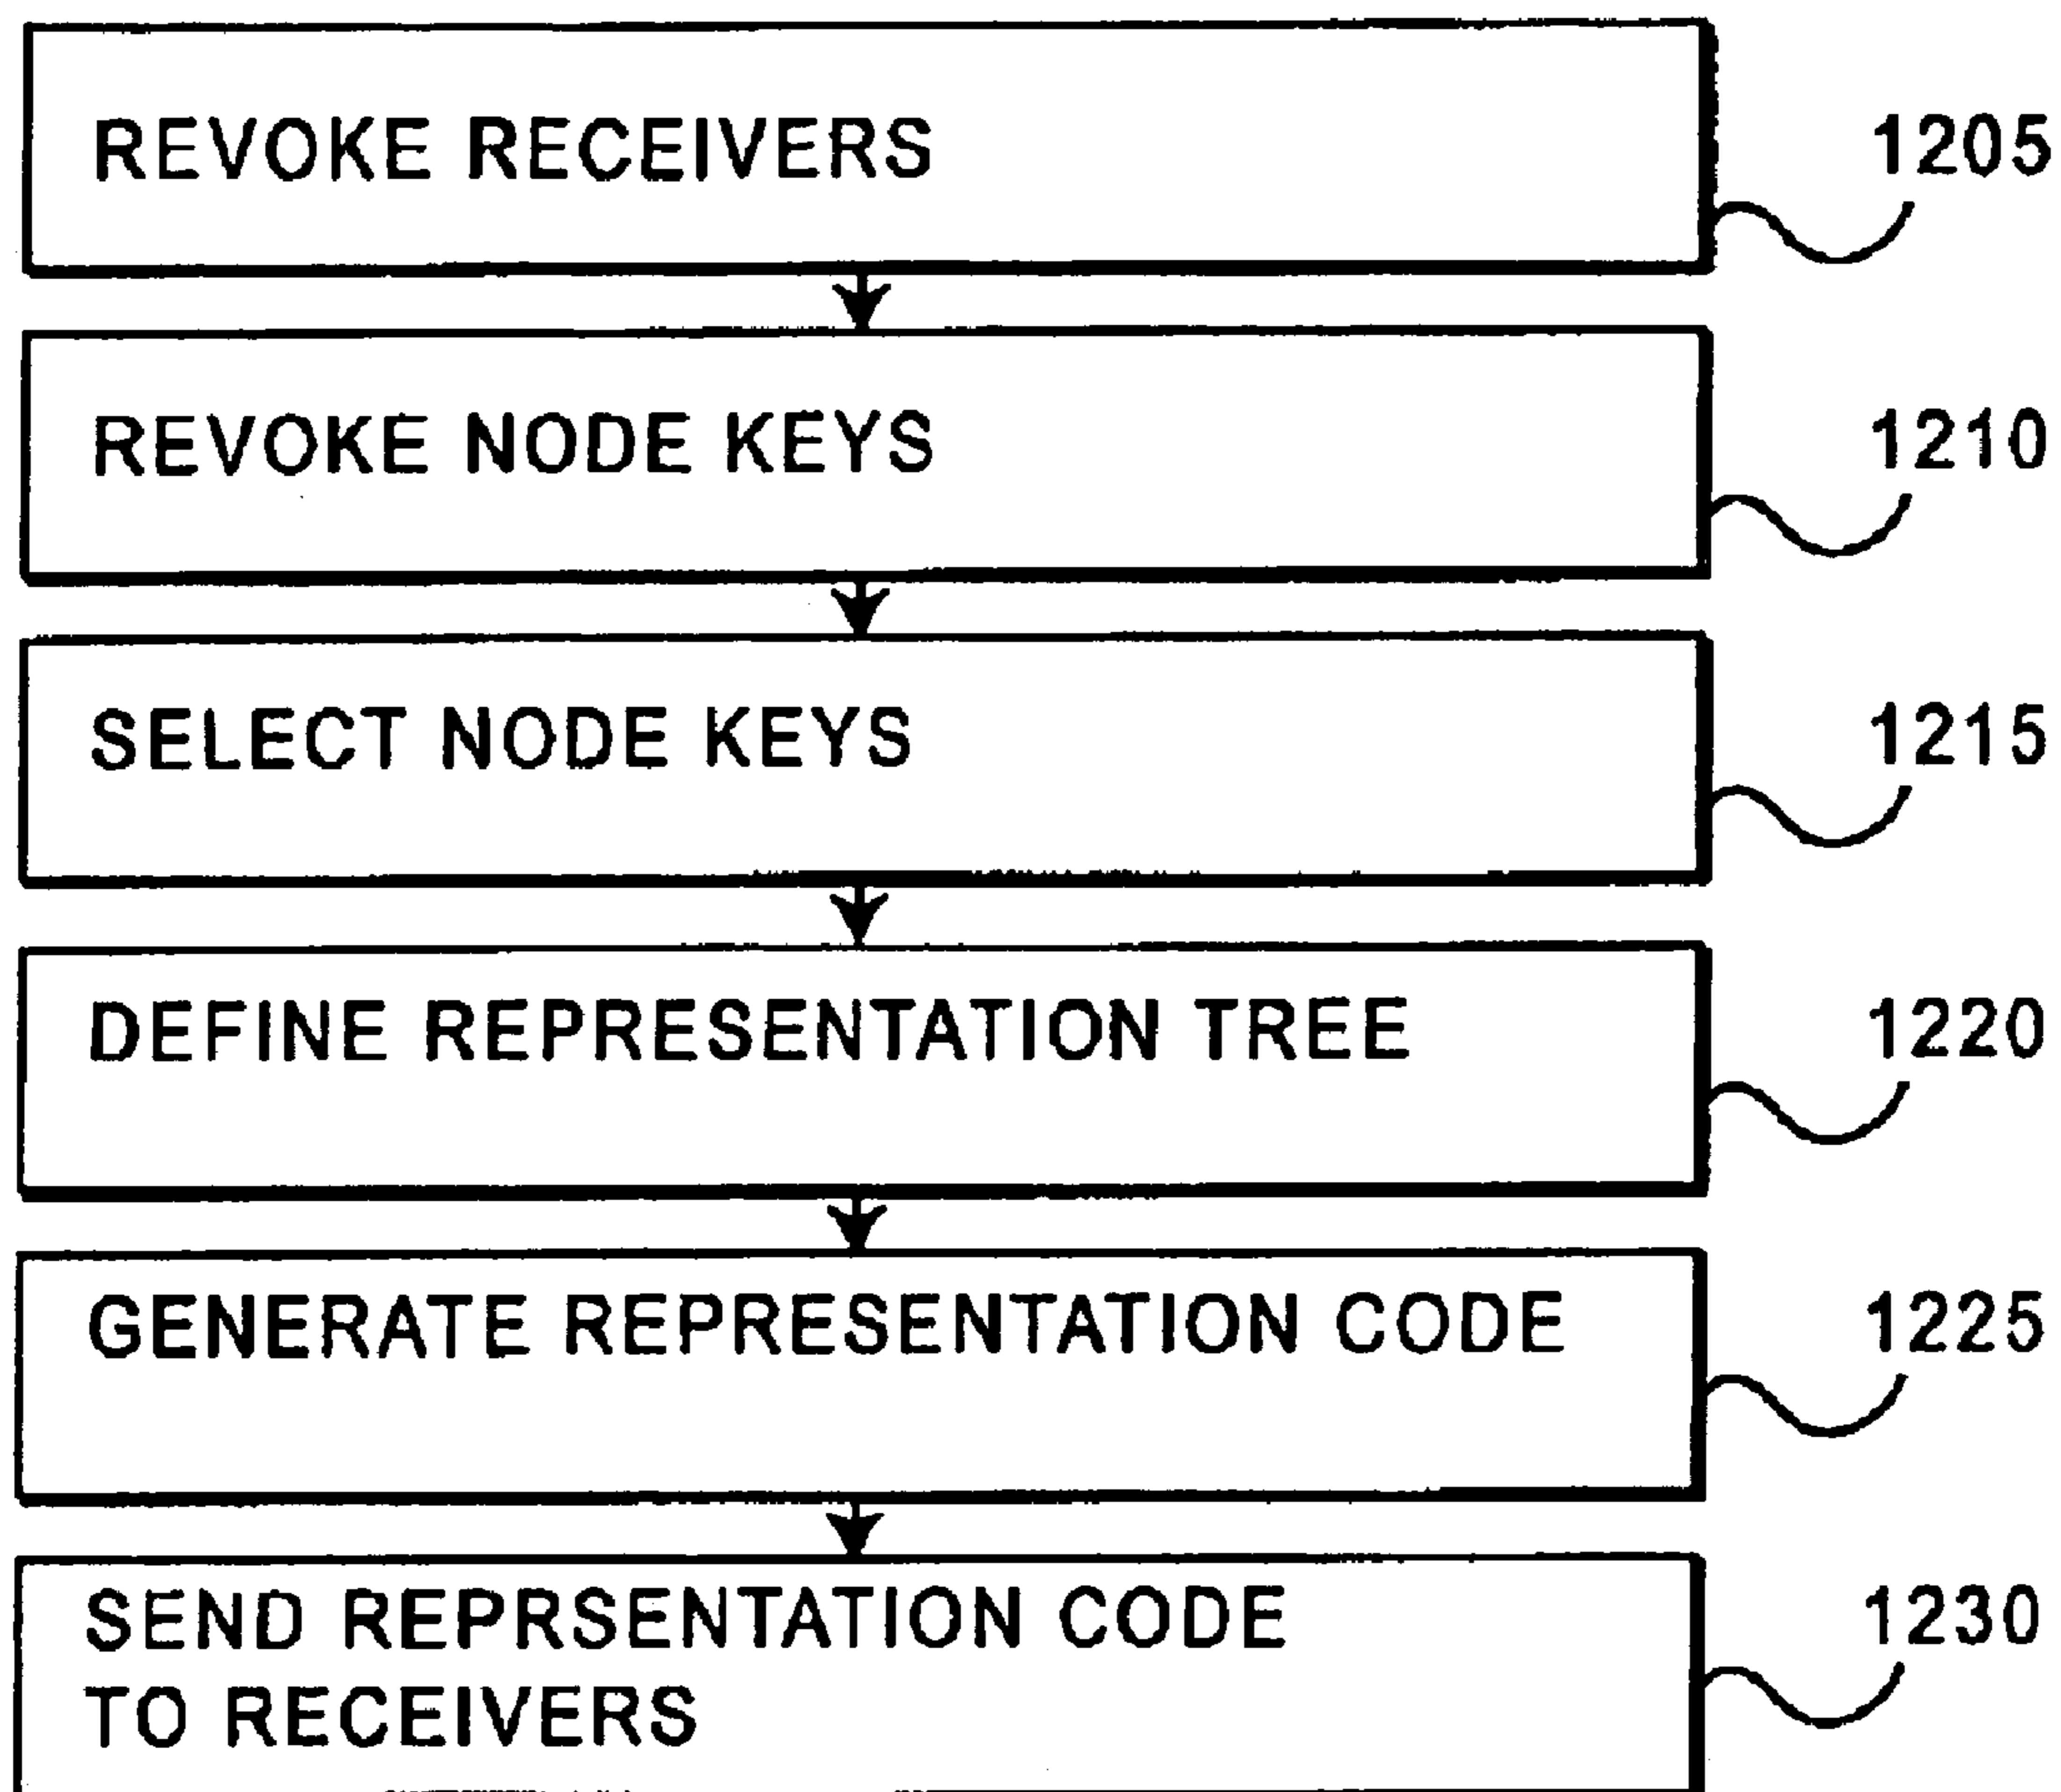 REVOKE RECEIVERS
1205
REVOKE NODE KEYS
1210
SELECT NODE KEYS
1215
DEFINE REPRESENTATION TREE
1220
GENERATE REPRESENTATION CODE
1225
SEND REPRSENTATION CODE
1230
TO RECEIVERS